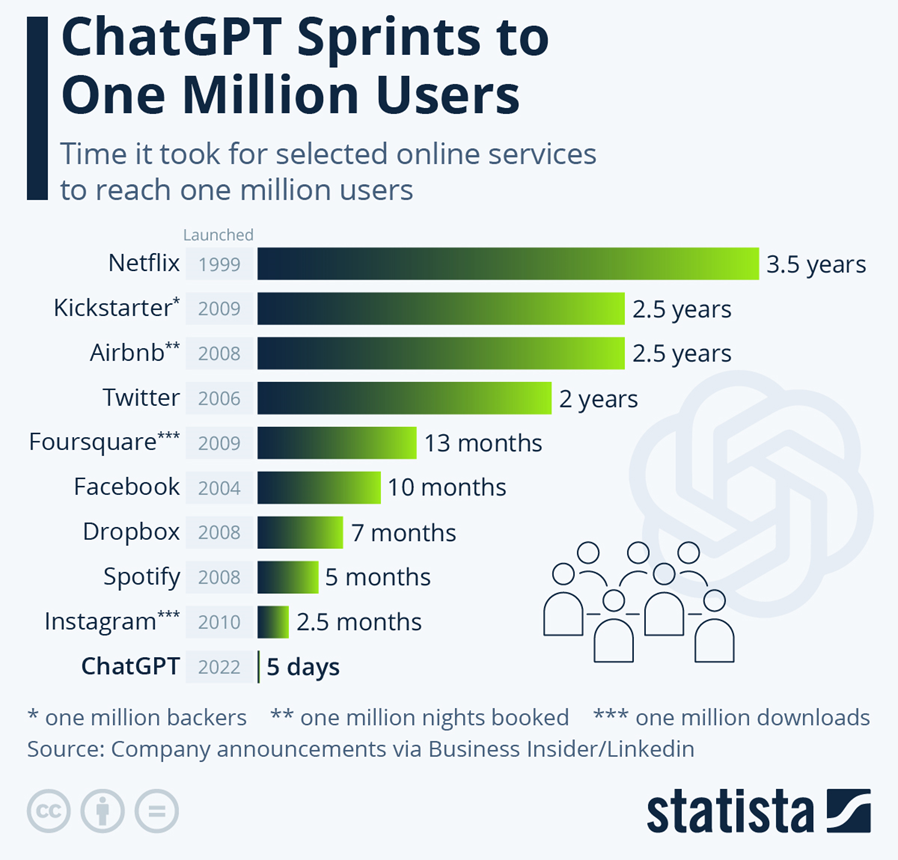 ChatGPT Sprints to
One Million Users
Time it took for selected online services
to reach one million users
Launched
Netflix 1999 3.5 years
Kickstarter* 2009 2.5 years
Airbnb** 2008 2.5 years
Twitter 2006 2 years
Foursquare*** 2009 13 months
Facebook 2004 10 months
Dropbox 2008 7 months
Spotify 2008 5 months
Instagram*** 2010 2.5 months
ChatGPT 2022 5 days
* one million backers ** one million nights booked *** one million downloads
Source: Company announcements via Business Insider/Linkedin
cc = statista